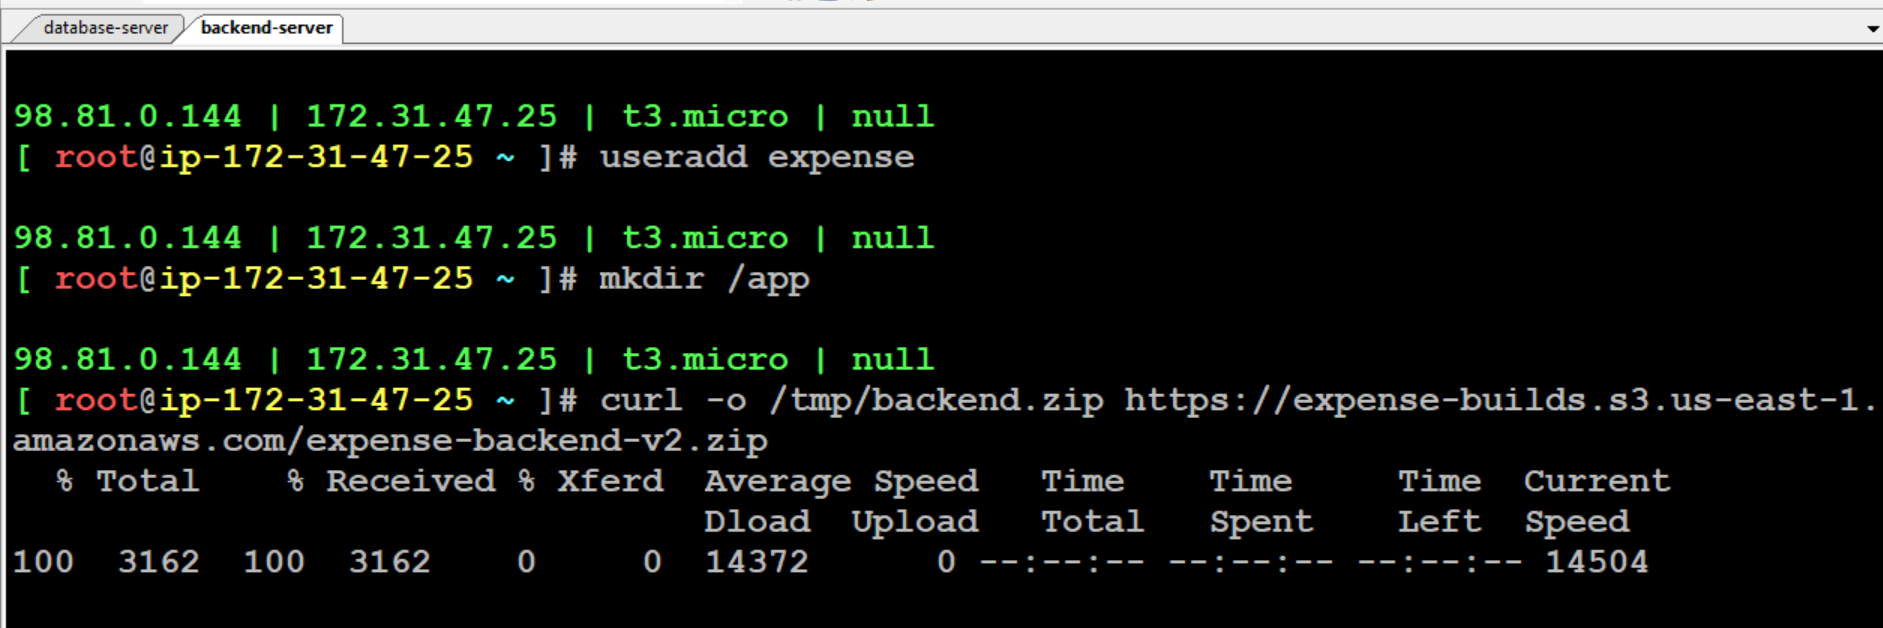 database-server backend-server
98.81.0.144 | 172.31.47.25 | t3.micro | null
[ root@ip-172-31-47-25 ~ ]# useradd expense
98.81.0.144 | 172.31.47.25 | t3.micro | null
[ root@ip-172-31-47-25 ~ ]# mkdir /app
98.81.0.144 | 172.31.47.25 | t3.micro | null
[ root@ip-172-31-47-25 ~ ]# curl -o /tmp/backend.zip https://expense-builds.s3.us-east-1.
amazonaws.com/expense-backend-v2.zip
% Total % Received % Xferd Average Speed Time Time Time Current
Dload Upload Total Spent Left Speed
100 3162 100 3162 0 0 14372 0 --:--:-- --:--:-- --:--:-- 14504